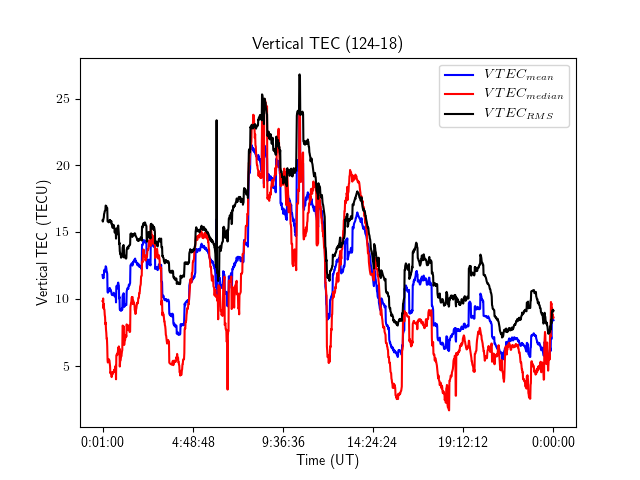 Vertical TEC (124-18)
VTEC_mean
VTEC_median
VTEC_RMS
Vertical TEC (TECU)
25
20
15
10
5
0:01:00 4:48:48 9:36:36 14:24:24 19:12:12 0:00:00
Time (UT)